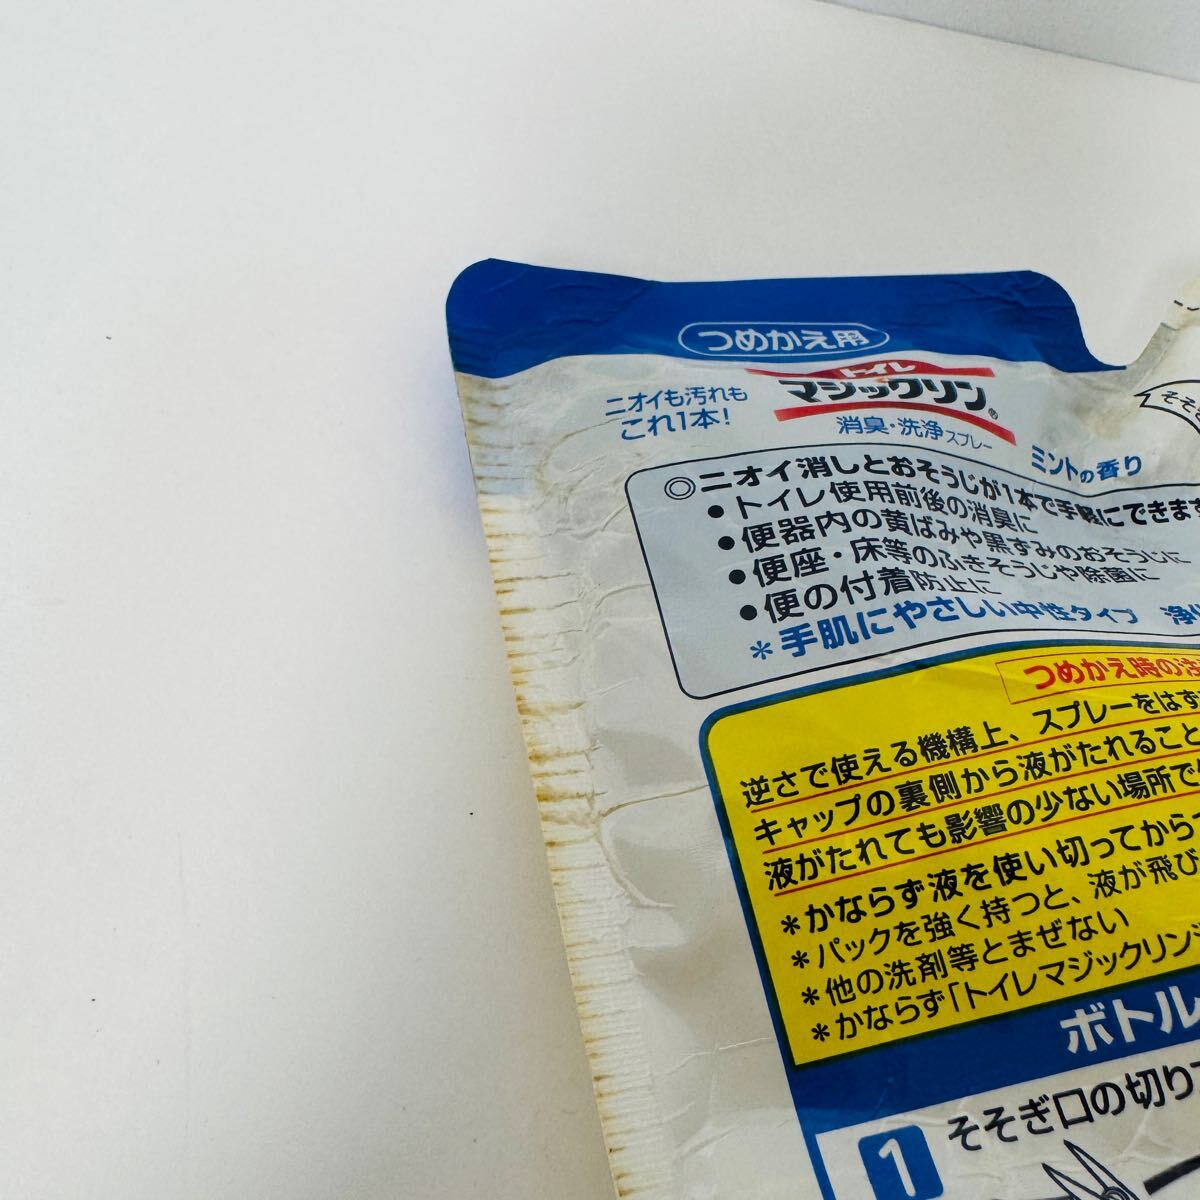 つめかえ用
ニオイも汚れも
これ1本!
トイレ
マジックリン®
消臭・洗浄スプレー
ミントの香り
そそ
◎ニオイ消しとおそうじが1本で手軽にできます
●トイレ使用前後の消臭に
●便器内の黄ばみや黒ずみのおそうじに
●便座・床等のふきそうじや除菌に
●便の付着防止に
*手肌にやさしい中性タイプ 浄
つめかえ時の注
逆さで使える機構上、スプレーをはず
キャップの裏側から液がたれること
液がたれても影響の少ない場所で
*かならず液を使い切ってから
*パックを強く持つと、液が飛び
*他の洗剤等とまぜない
*かならず「トイレマジックリン
ボトル
1 そそぎ口の切り